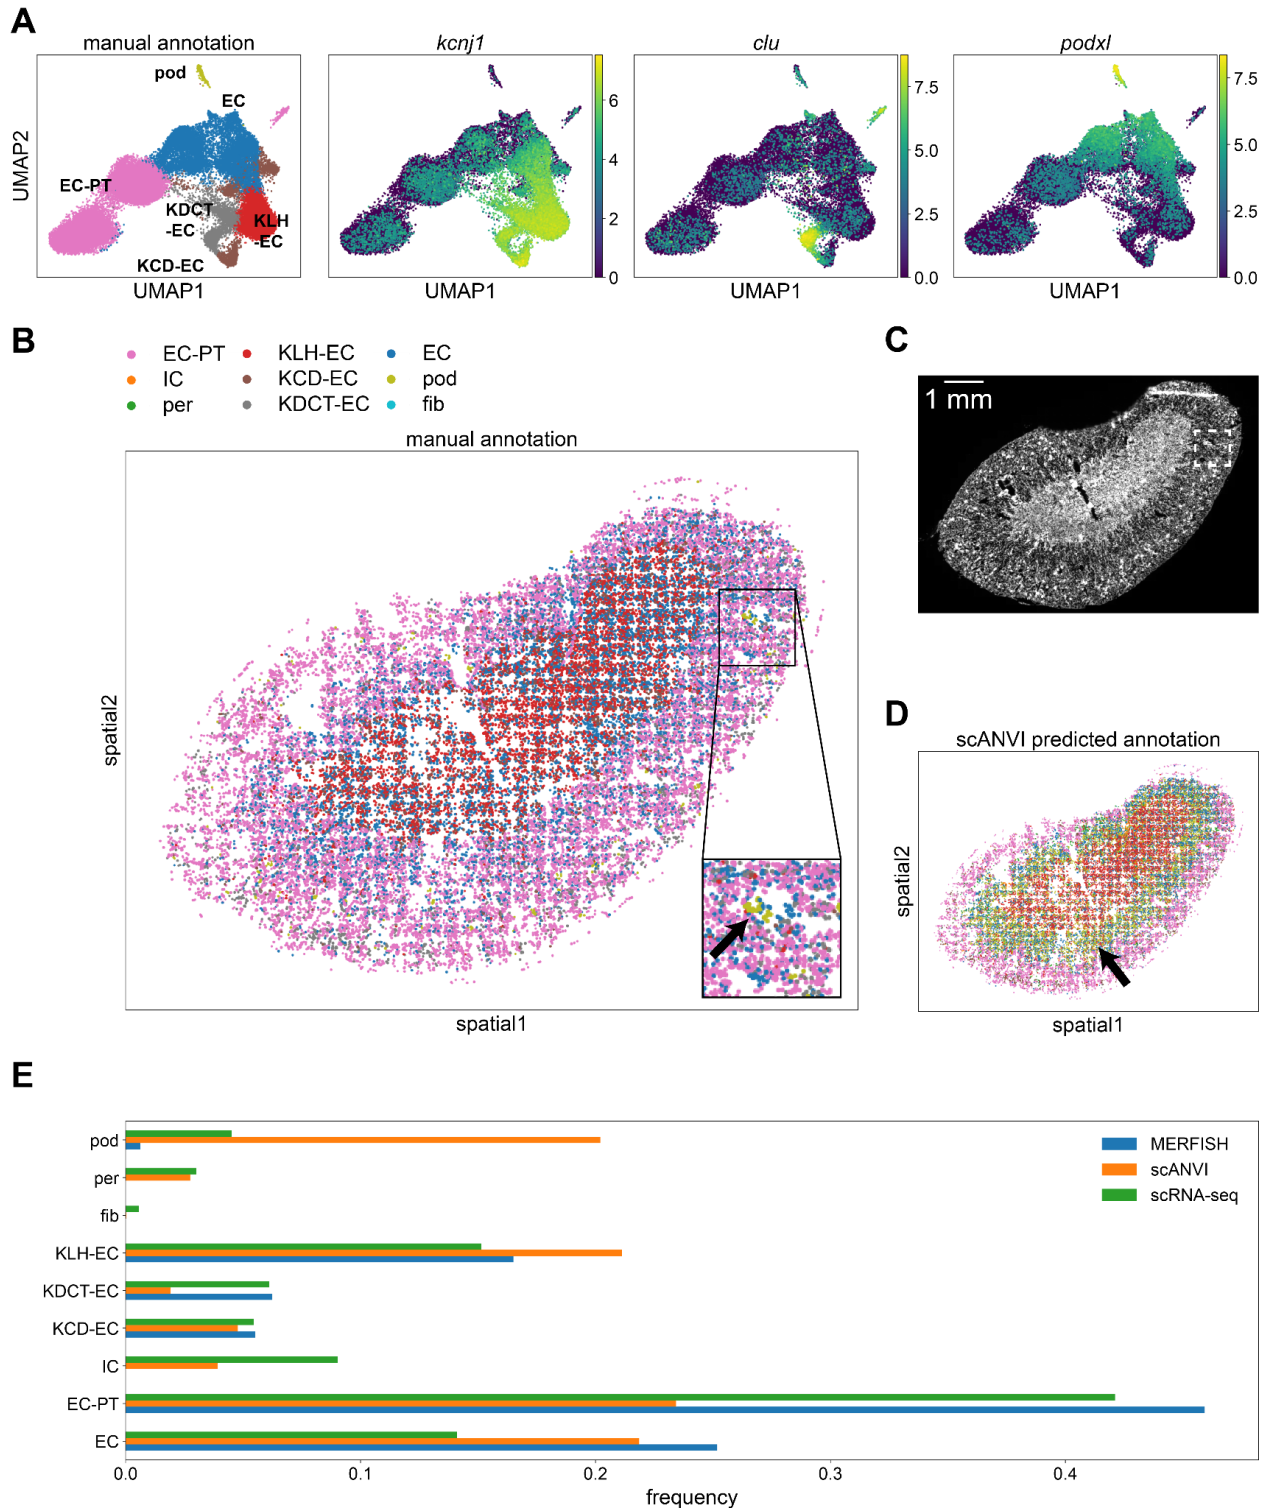 A
manual annotation
kcnj1
clu
podxl
pod
EC
EC-PT
KDCT
-EC
KLH
-EC
KCD-EC
UMAP2
UMAP1
6
4
2
0
UMAP1
7.5
5.0
2.5
0.0
UMAP1
7.5
5.0
2.5
0.0
UMAP1
B
EC-PT KLH-EC EC
IC KCD-EC pod
per KDCT-EC fib
manual annotation
spatial2
spatial1
C
1 mm
D
scANVI predicted annotation
spatial2
spatial1
E
pod
per
fib
KLH-EC
KDCT-EC
KCD-EC
IC
EC-PT
EC
MERFISH
scANVI
scRNA-seq
0.0 0.1 0.2 0.3 0.4
frequency